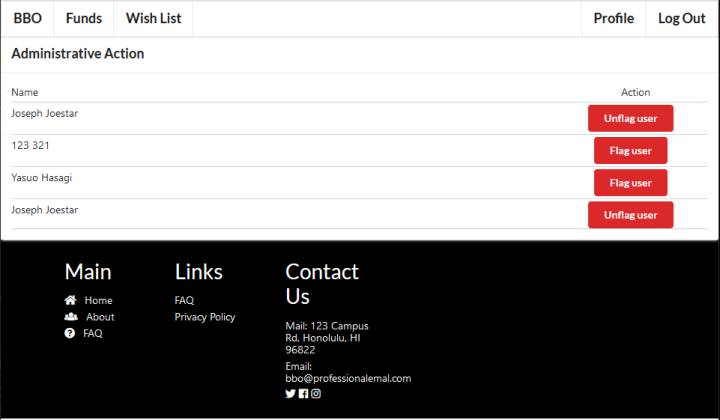 BBO Funds Wish List Profile Log Out
Administrative Action
Name Action
Joseph Joestar Unflag user
123 321 Flag user
Yasuo Hasagi Flag user
Joseph Joestar Unflag user
Main
Home
About
FAQ
Links
FAQ
Privacy Policy
Contact
Us
Mail: 123 Campus
Rd, Honolulu, HI
96822
Email:
bbo@professionalemal.com